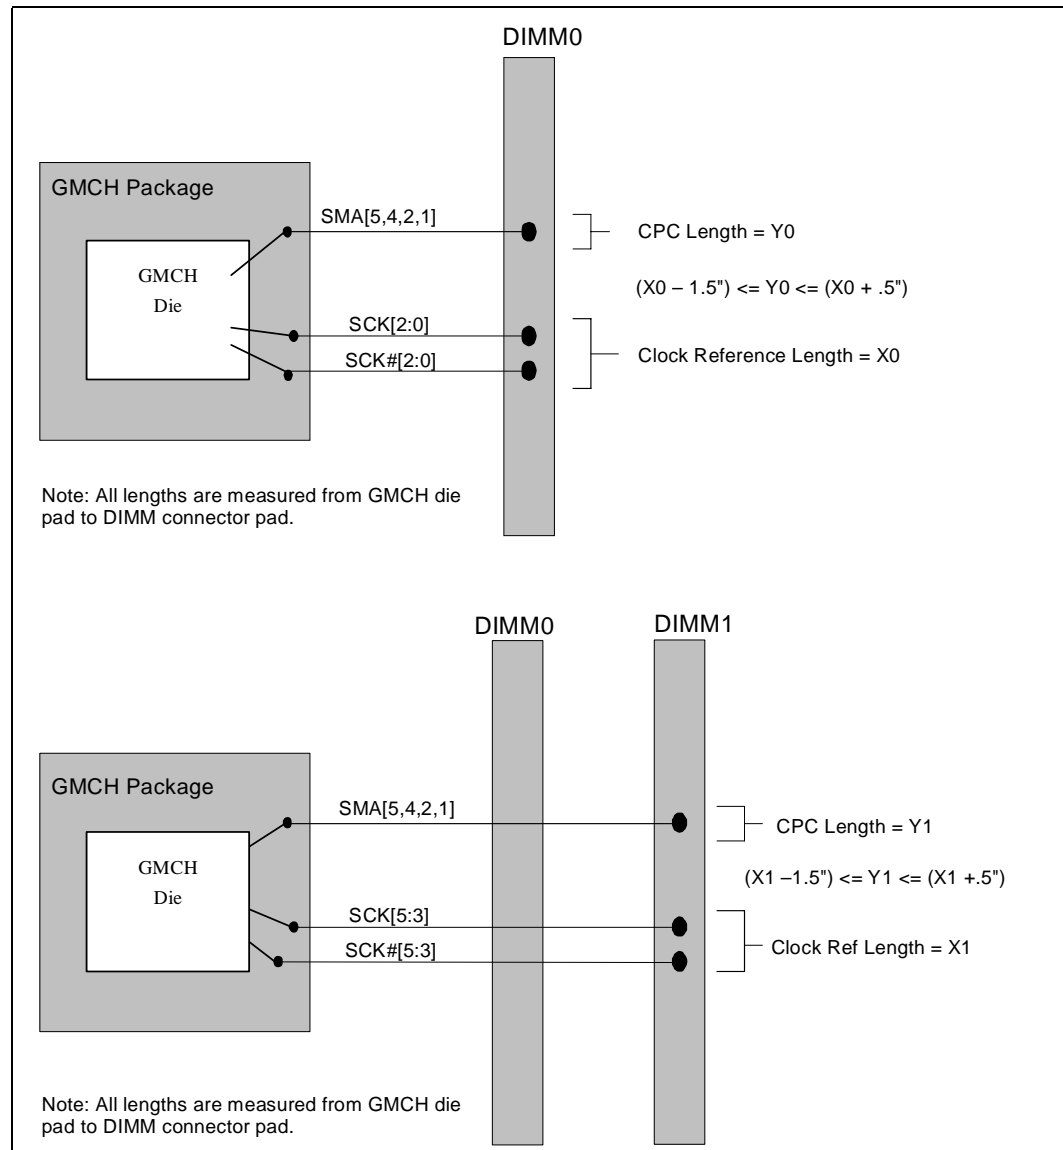 DIMM0
GMCH Package
SMA[5,4,2,1]
CPC Length = Y0
GMCH
Die
(X0 – 1.5") <= Y0 <= (X0 + .5")
SCK[2:0]
SCK#[2:0]
Clock Reference Length = X0
Note: All lengths are measured from GMCH die
pad to DIMM connector pad.
DIMM0
DIMM1
GMCH Package
SMA[5,4,2,1]
CPC Length = Y1
GMCH
Die
(X1 –1.5") <= Y1 <= (X1 +.5")
SCK[5:3]
SCK#[5:3]
Clock Ref Length = X1
Note: All lengths are measured from GMCH die
pad to DIMM connector pad.